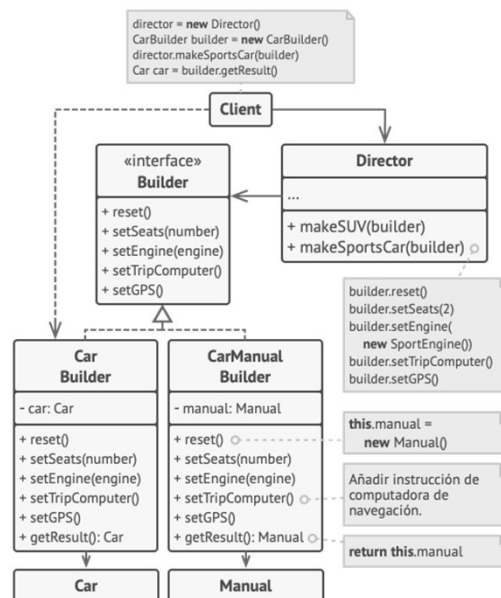 director = new Director()
CarBuilder builder = new CarBuilder()
director.makeSportsCar(builder)
Car car = builder.getResult()
Client
«interface»
Builder
+ reset()
+ setSeats(number)
+ setEngine(engine)
+ setTripComputer()
+ setGPS()
Director
...
+ makeSUV(builder)
+ makeSportsCar(builder)
builder.reset()
builder.setSeats(2)
builder.setEngine(
new SportEngine())
builder.setTripComputer()
builder.setGPS()
Car
Builder
- car: Car
+ reset()
+ setSeats(number)
+ setEngine(engine)
+ setTripComputer()
+ setGPS()
+ getResult(): Car
CarManual
Builder
- manual: Manual
+ reset()
+ setSeats(number)
+ setEngine(engine)
+ setTripComputer()
+ setGPS()
+ getResult(): Manual
this.manual =
new Manual()
Añadir instrucción de
computadora de
navegación.
return this.manual
Car
Manual